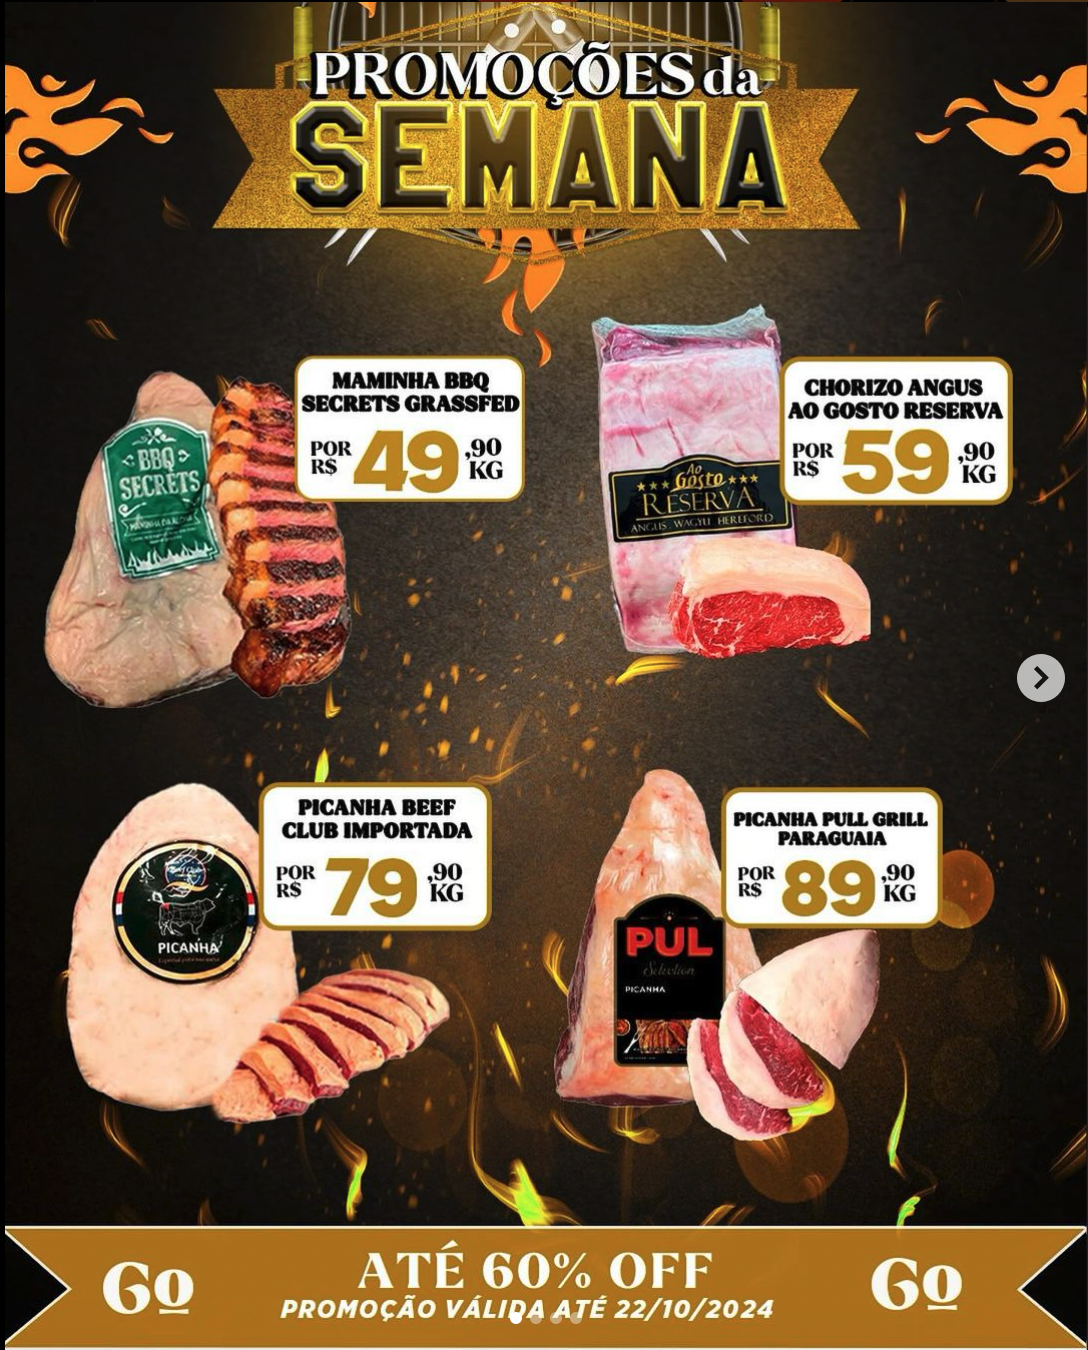 PROMOÇÕES da
SEMANA
MAMINHA BBQ
SECRETS GRASSFED
POR
R$ 49,90
KG
BBQ
SECRETS
CHORIZO ANGUS
AO GOSTO RESERVA
POR
R$ 59,90
KG
Ao
Gosto
RESERVA
ANGUS . WAGYU HEREFORD
PICANHA BEEF
CLUB IMPORTADA
POR
R$ 79,90
KG
PICANHA
PICANHA PULL GRILL
PARAGUAIA
POR
R$ 89,90
KG
PUL
Selection
PICANHA
6º
ATÉ 60% OFF
PROMOÇÃO VÁLIDA ATÉ 22/10/2024
6º